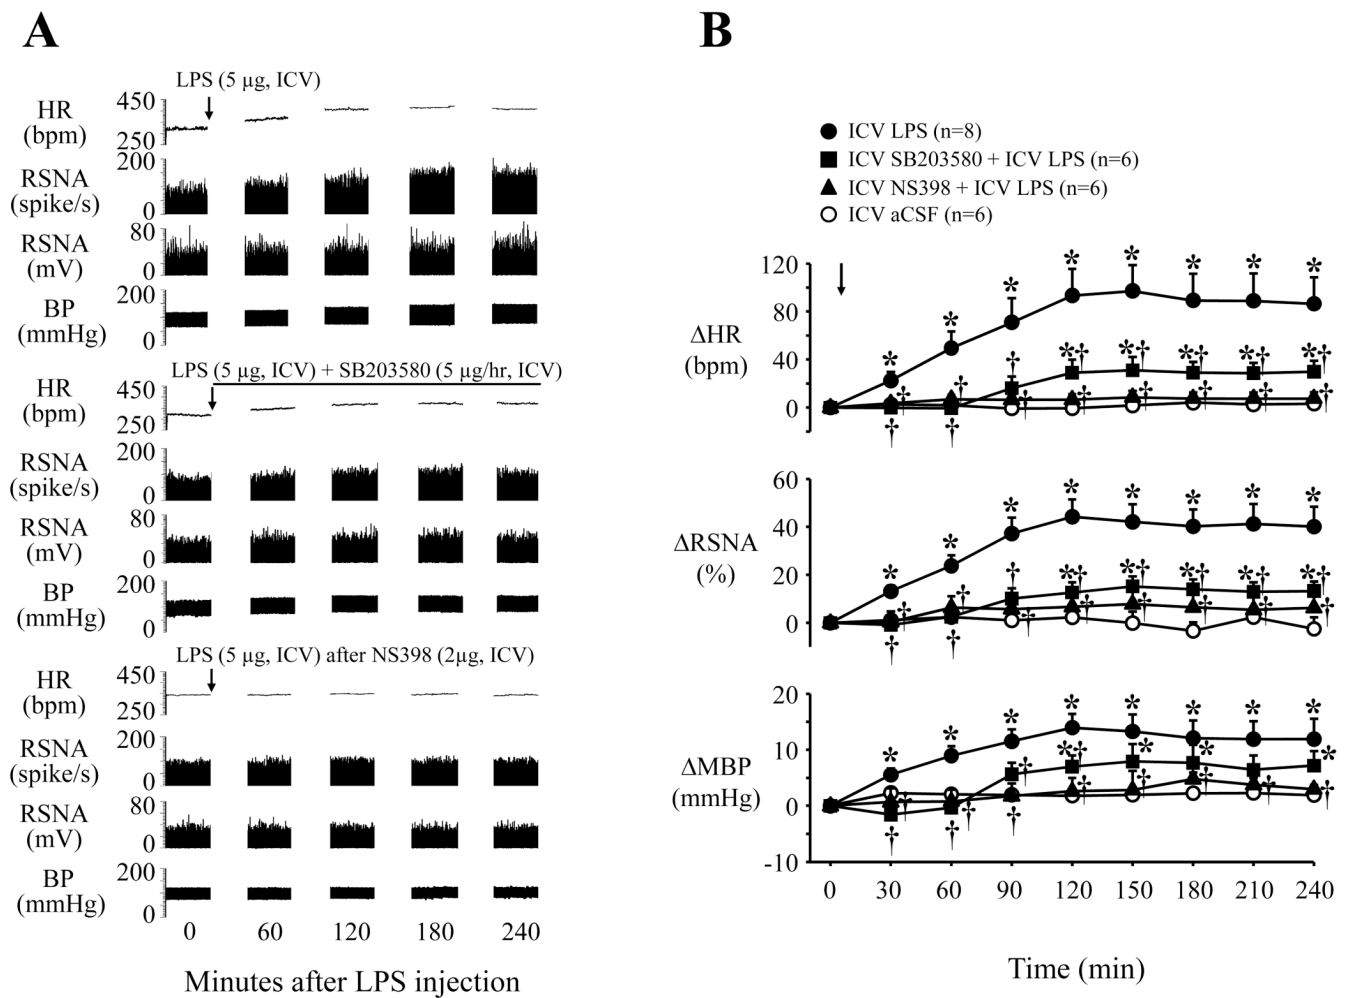 A
LPS (5 µg, ICV)
HR
(bpm)
450
250
RSNA
(spike/s)
200
0
RSNA
(mV)
80
0
BP
(mmHg)
200
0
LPS (5 µg, ICV) + SB203580 (5 µg/hr, ICV)
HR
(bpm)
450
250
RSNA
(spike/s)
200
0
RSNA
(mV)
80
0
BP
(mmHg)
200
0
LPS (5 µg, ICV) after NS398 (2µg, ICV)
HR
(bpm)
450
250
RSNA
(spike/s)
200
0
RSNA
(mV)
80
0
BP
(mmHg)
200
0
0 60 120 180 240
Minutes after LPS injection
B
ICV LPS (n=8)
ICV SB203580 + ICV LPS (n=6)
ICV NS398 + ICV LPS (n=6)
ICV aCSF (n=6)
ΔHR
(bpm)
120
80
40
0
ΔRSNA
(%)
60
40
20
0
ΔMBP
(mmHg)
20
10
0
-10
0 30 60 90 120 150 180 210 240
Time (min)